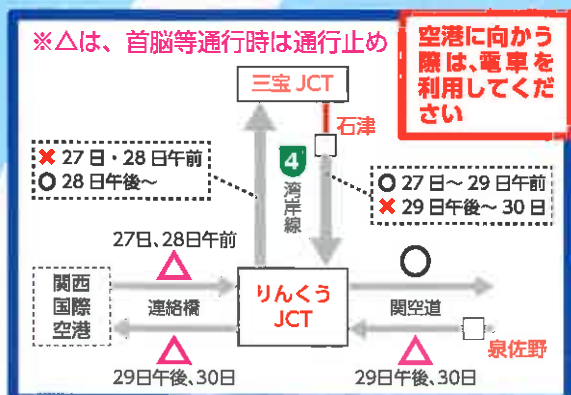 ※△は、首脳等通行時は通行止め
空港に向かう
際は、電車を
利用してくだ
さい
三宝 JCT
石津
× 27日・28日午前
○ 28日午後～
4
湾岸線
○ 27日～29日午前
× 29日午後～30日
27日、28日午前
△
○
関西
国際
空港
連絡橋
りんくう
JCT
関空道
泉佐野
△
29日午後、30日
△
29日午後、30日